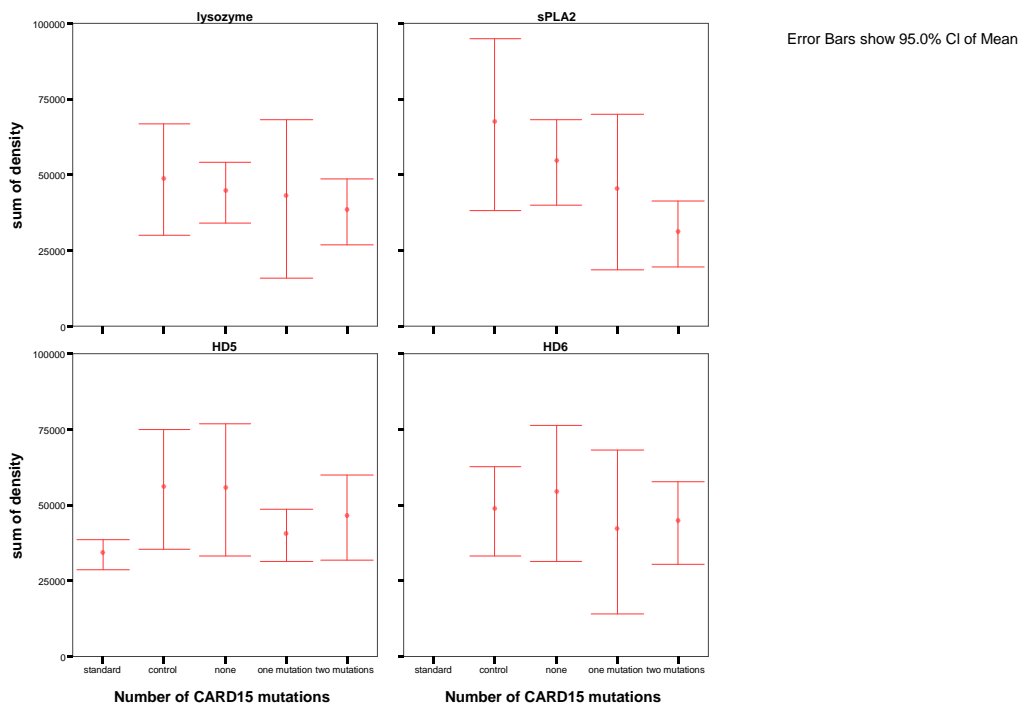 lysozyme
sPLA2
Error Bars show 95.0% CI of Mean
100000
75000
50000
25000
0
sum of density
HD5
HD6
100000
75000
50000
25000
0
sum of density
standard control none one mutation two mutations
standard control none one mutation two mutations
Number of CARD15 mutations
Number of CARD15 mutations